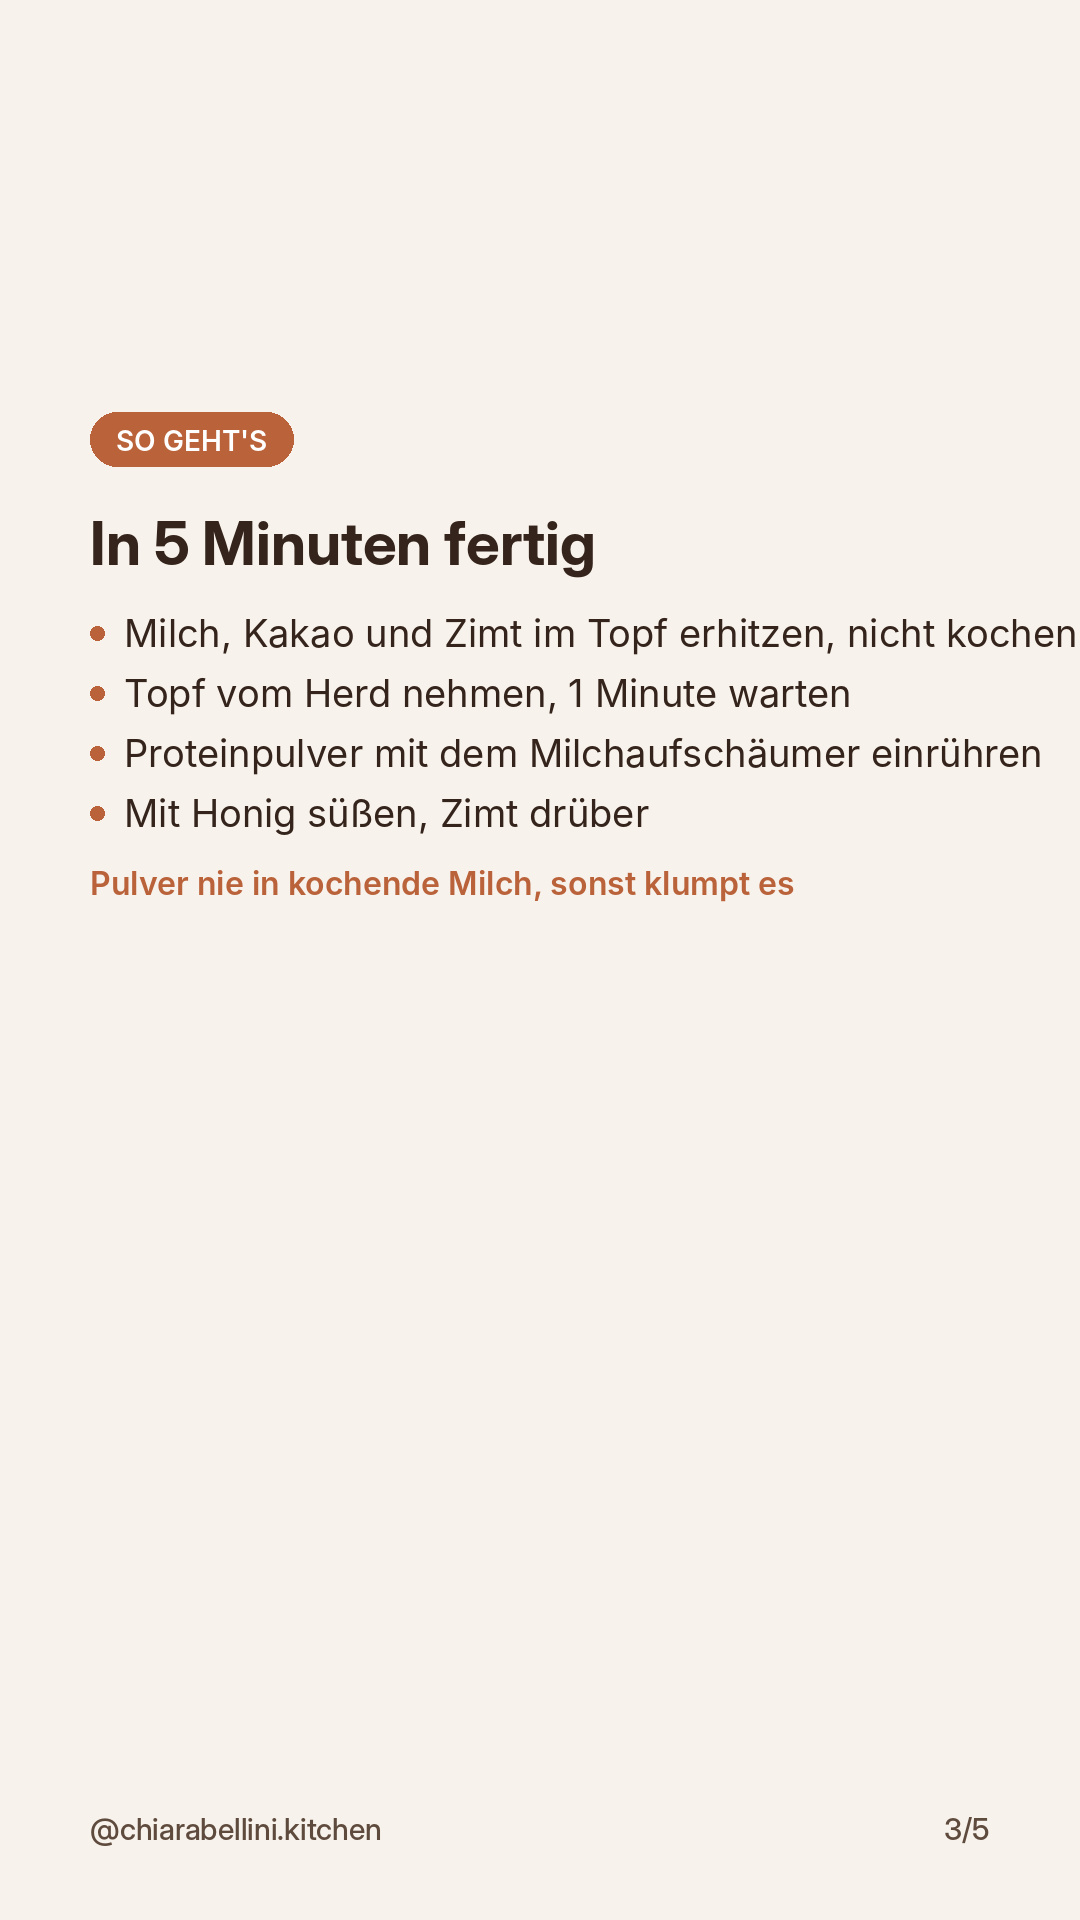 SO GEHT'S
In 5 Minuten fertig
Milch, Kakao und Zimt im Topf erhitzen, nicht kochen
Topf vom Herd nehmen, 1 Minute warten
Proteinpulver mit dem Milchaufschäumer einrühren
Mit Honig süßen, Zimt drüber
Pulver nie in kochende Milch, sonst klumpt es
@chiarabellini.kitchen
3/5